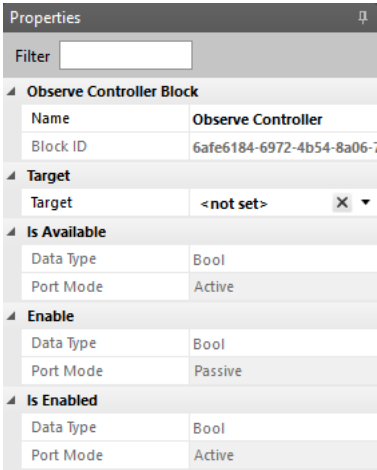 Properties
Filter
Observe Controller Block
Name Observe Controller
Block ID 6afe6184-6972-4b54-8a06-7
Target
Target <not set>
Is Available
Data Type Bool
Port Mode Active
Enable
Data Type Bool
Port Mode Passive
Is Enabled
Data Type Bool
Port Mode Active